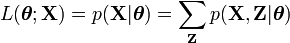 L(θ; X) = p(X|θ) = ∑_Z p(X, Z|θ)